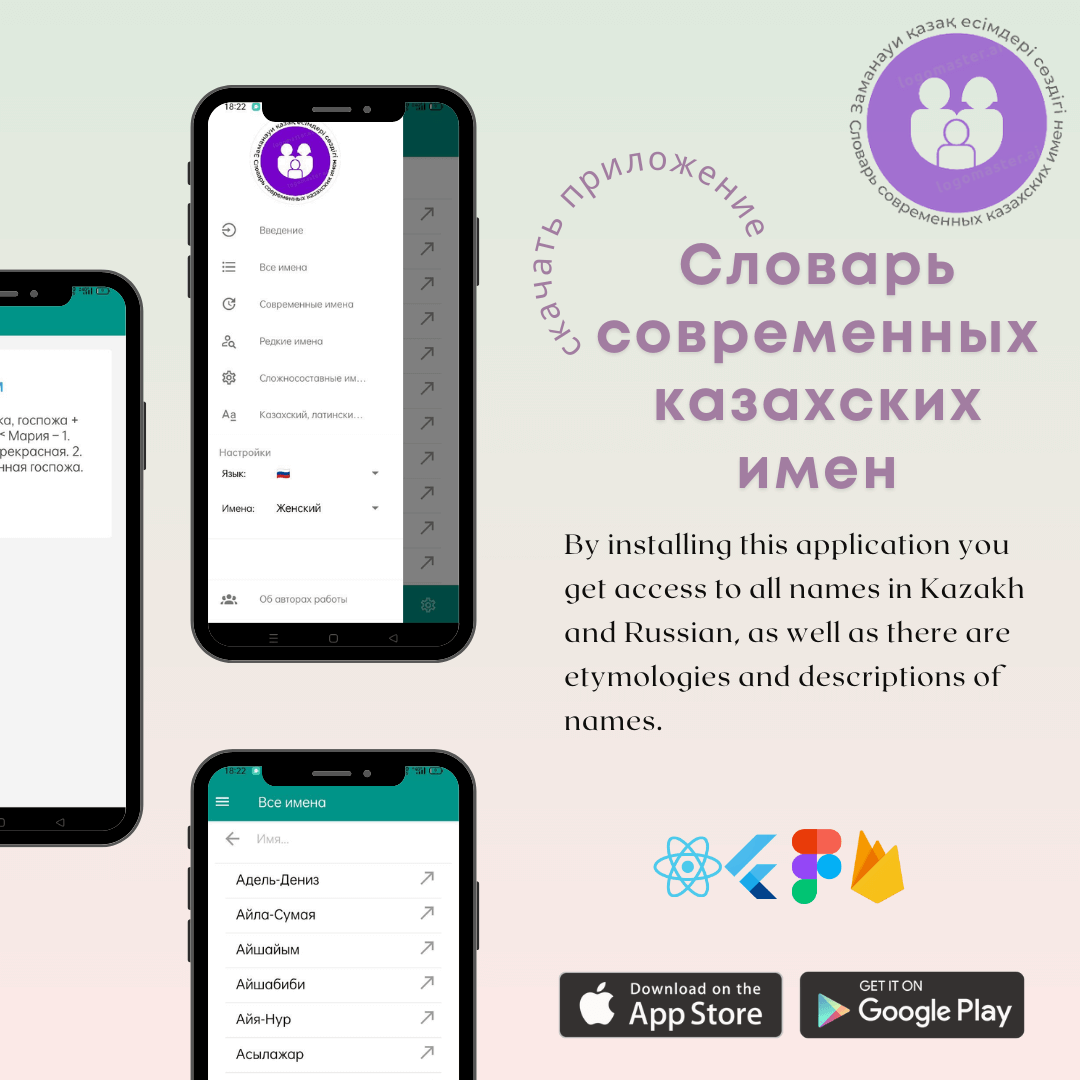 Заманауи қазақ есімдері сөздігі
Словарь современных казахских имен
logomaster.ai
logomaster.ai
скачать приложение
Словарь
современных
казахских
имен
By installing this application you
get access to all names in Kazakh
and Russian, as well as there are
etymologies and descriptions of
names.
Download on the
App Store
GET IT ON
Google Play
18:22
Заманауи қазақ есімдері сөздігі
Словарь современных казахских имен
Введение
Все имена
Современные имена
Редкие имена
Сложносоставные им...
Казахский, латински...
Настройки
Язык:
Имена:
Женский
Об авторах работы
ка, госпожа +
< Мария – 1.
рекрасная. 2.
нная госпожа.
18:22
Все имена
Имя...
Адель-Дениз
Айла-Сумая
Айшайым
Айшабиби
Айя-Нур
Асылажар